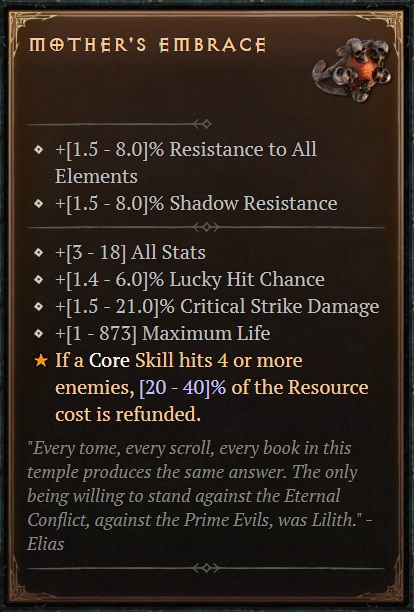 MOTHER'S EMBRACE
+[1.5 - 8.0]% Resistance to All
Elements
+[1.5 - 8.0]% Shadow Resistance
+[3 - 18] All Stats
+[1.4 - 6.0]% Lucky Hit Chance
+[1.5 - 21.0]% Critical Strike Damage
+[1 - 873] Maximum Life
If a Core Skill hits 4 or more
enemies, [20 - 40]% of the Resource
cost is refunded.
"Every tome, every scroll, every book in this
temple produces the same answer. The only
being willing to stand against the Eternal
Conflict, against the Prime Evils, was Lilith." -
Elias